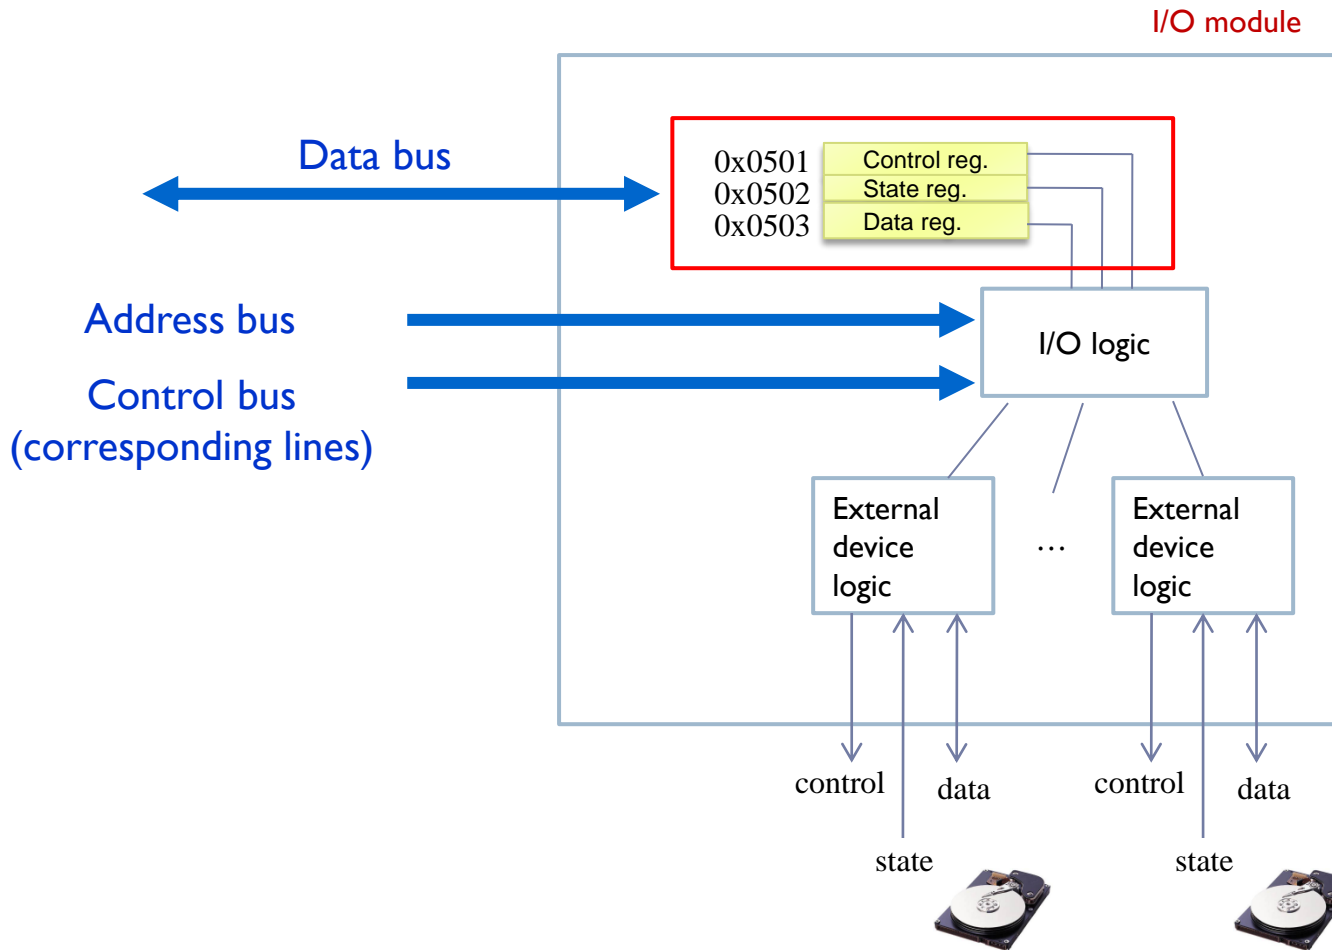 I/O module
Data bus
0x0501 Control reg.
0x0502 State reg.
0x0503 Data reg.
Address bus
I/O logic
Control bus
(corresponding lines)
External
device
logic
...
External
device
logic
control
data
control
data
state
state